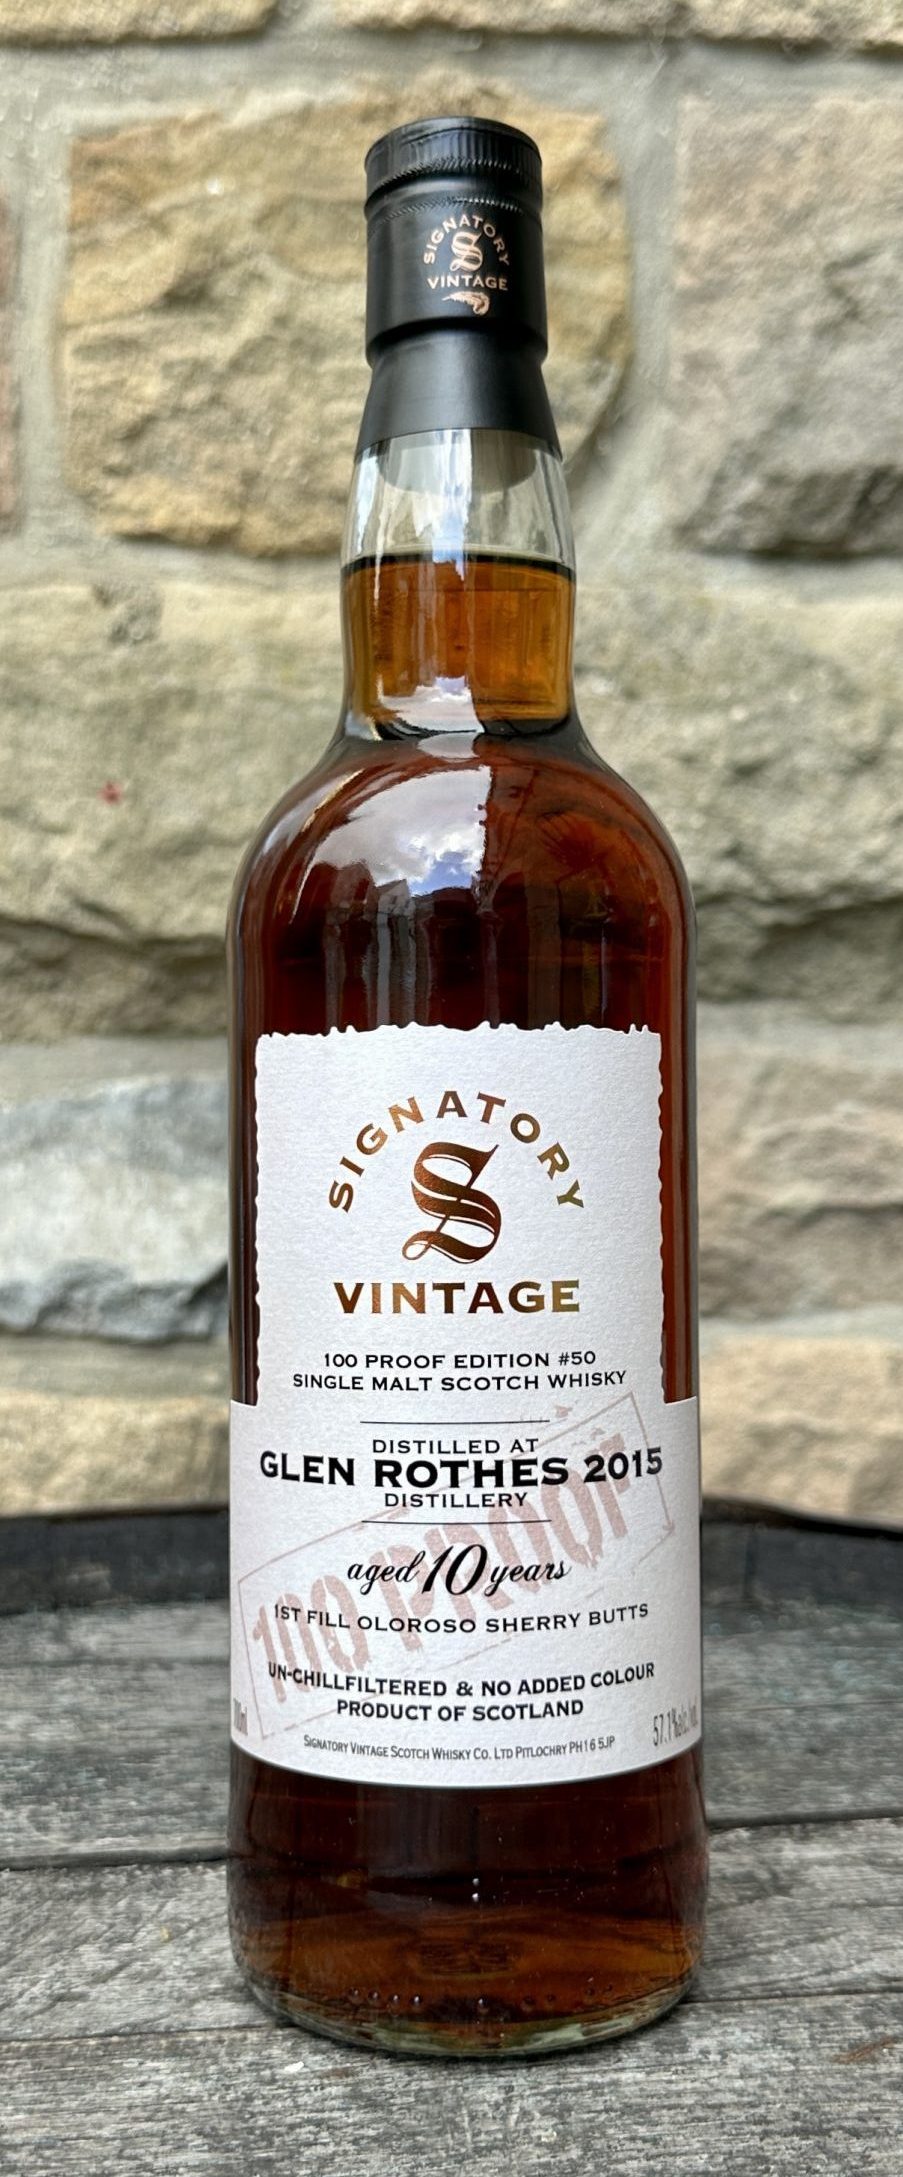 SIGNATORY
S
VINTAGE
SIGNATORY
S
VINTAGE
100 PROOF EDITION #50
SINGLE MALT SCOTCH WHISKY
DISTILLED AT
GLEN ROTHES 2015
DISTILLERY
100 PROOF
aged 10 years
1ST FILL OLOROSO SHERRY BUTTS
UN-CHILLFILTERED & NO ADDED COLOUR
PRODUCT OF SCOTLAND
57.1%alc./vol.
SIGNATORY VINTAGE SCOTCH WHISKY CO. LTD PITLOCHRY PH16 5JP